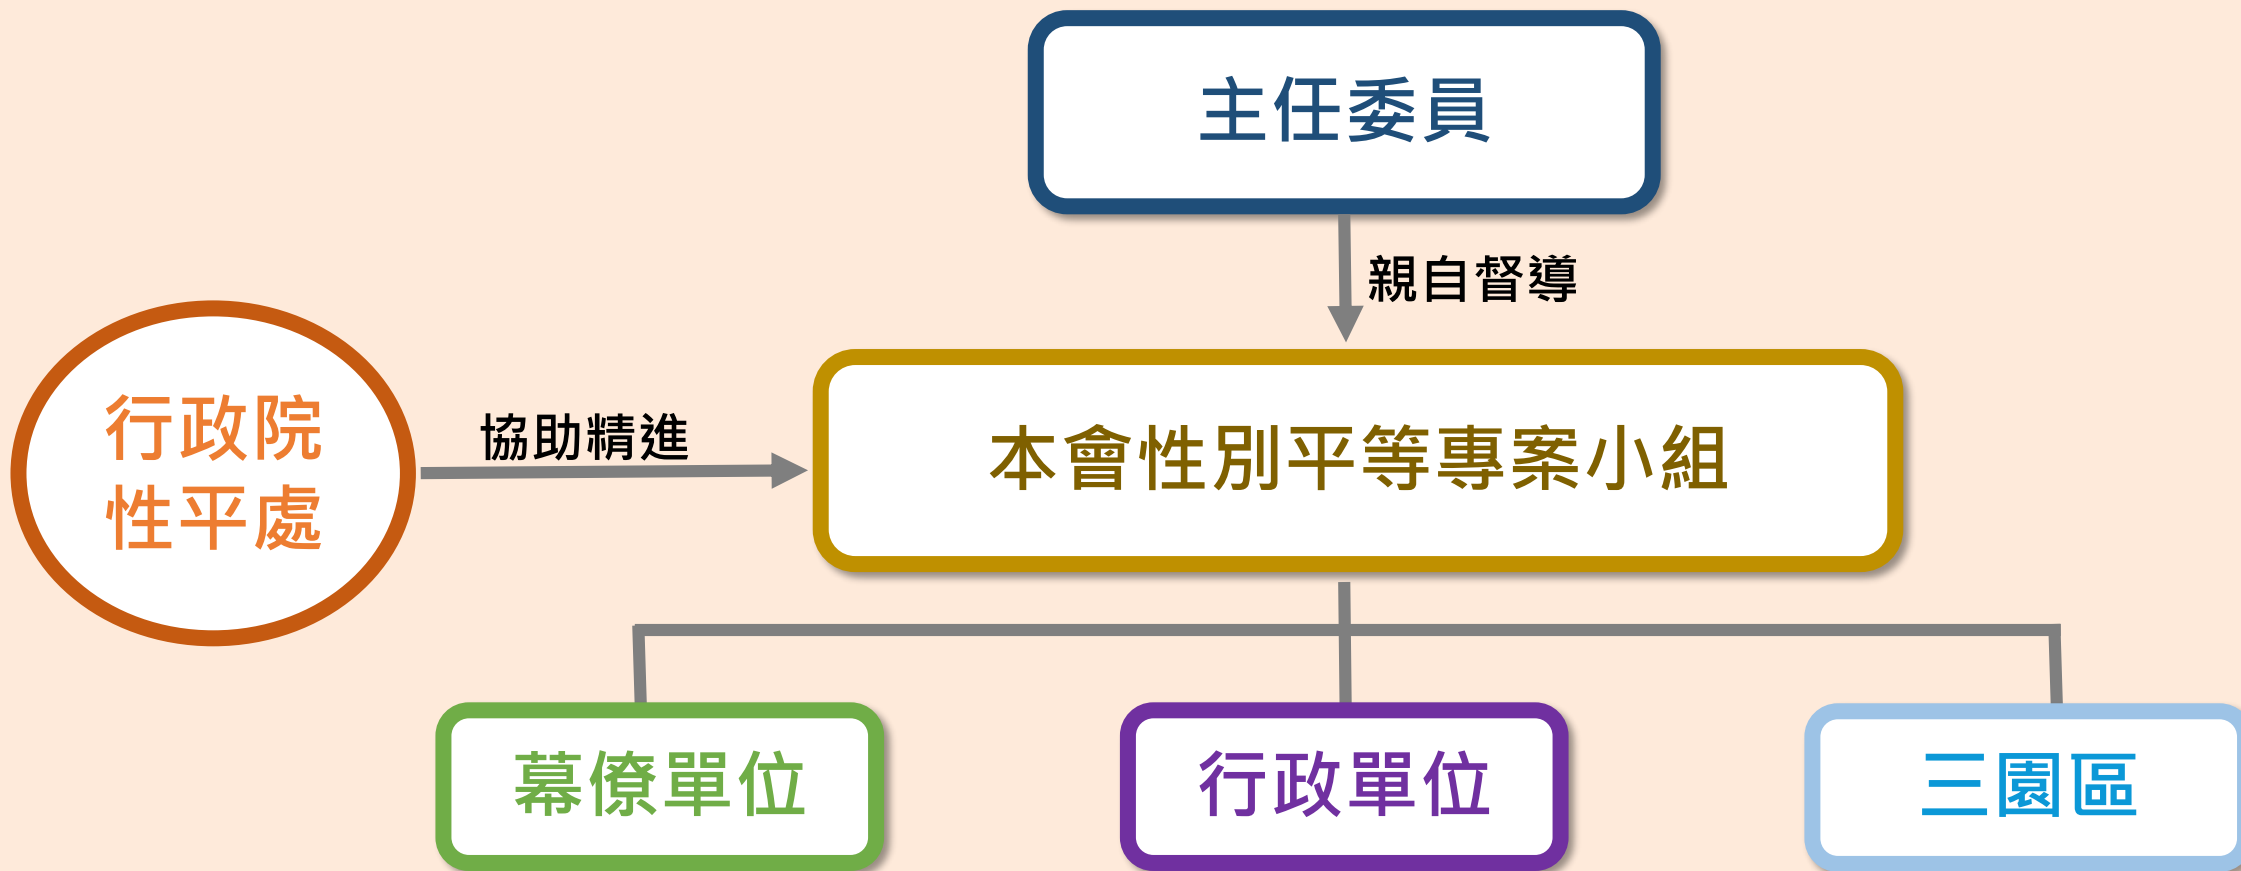 主任委員
親自督導
行政院
性平處
協助精進
本會性別平等專案小組
幕僚單位
行政單位
三園區